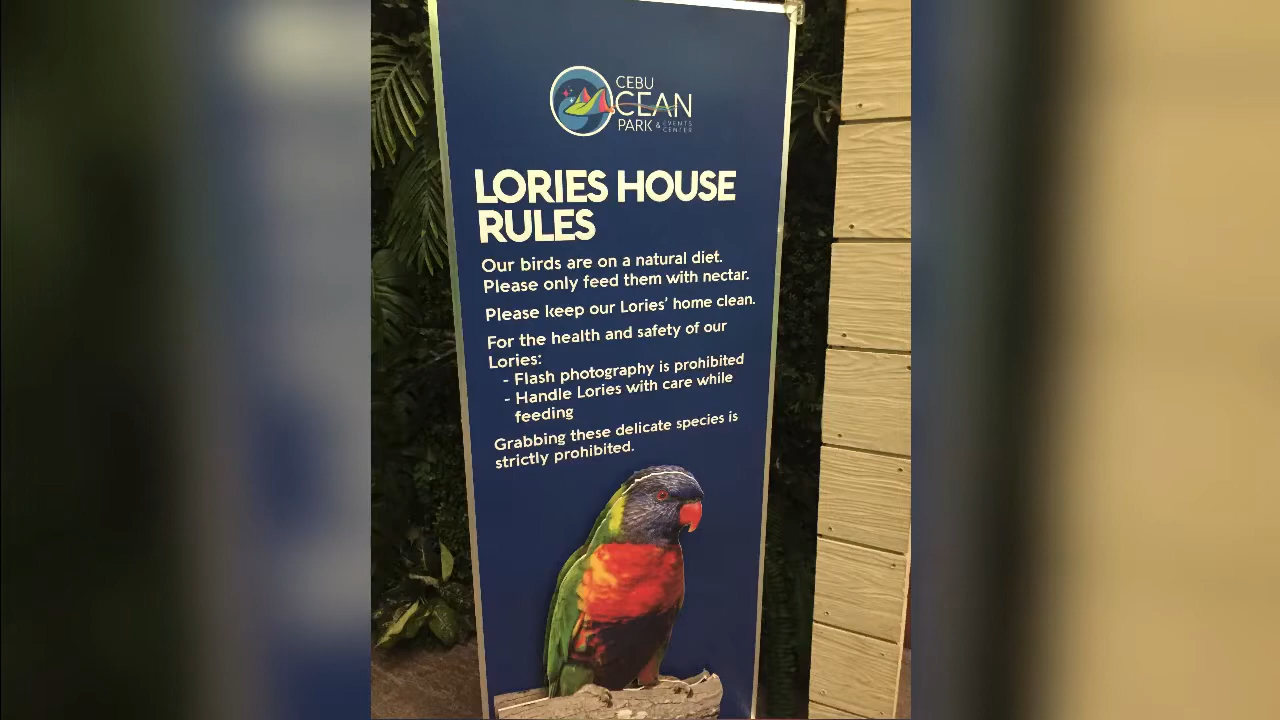 CEBU
OCEAN
PARK & EVENTS CENTER
LORIES HOUSE
RULES
Our birds are on a natural diet.
Please only feed them with nectar.
Please keep our Lories' home clean.
For the health and safety of our
Lories:
- Flash photography is prohibited
- Handle Lories with care while
feeding
Grabbing these delicate species is
strictly prohibited.